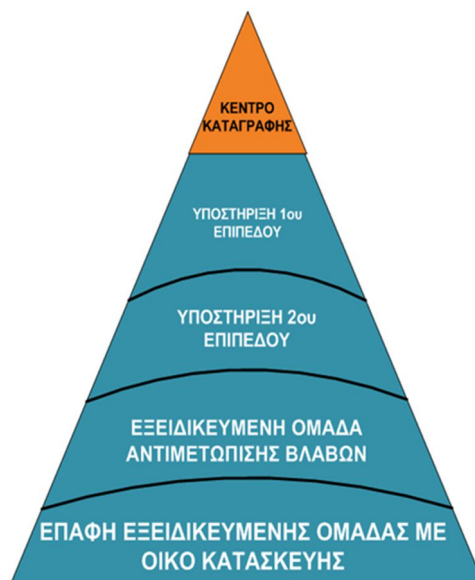 ΚΕΝΤΡΟ
ΚΑΤΑΓΡΑΦΗΣ
ΥΠΟΣΤΗΡΙΞΗ 1ου
ΕΠΙΠΕΔΟΥ
ΥΠΟΣΤΗΡΙΞΗ 2ου
ΕΠΙΠΕΔΟΥ
ΕΞΕΙΔΙΚΕΥΜΕΝΗ ΟΜΑΔΑ
ΑΝΤΙΜΕΤΩΠΙΣΗΣ ΒΛΑΒΩΝ
ΕΠΑΦΗ ΕΞΕΙΔΙΚΕΥΜΕΝΗΣ ΟΜΑΔΑΣ ΜΕ
ΟΙΚΟ ΚΑΤΑΣΚΕΥΗΣ